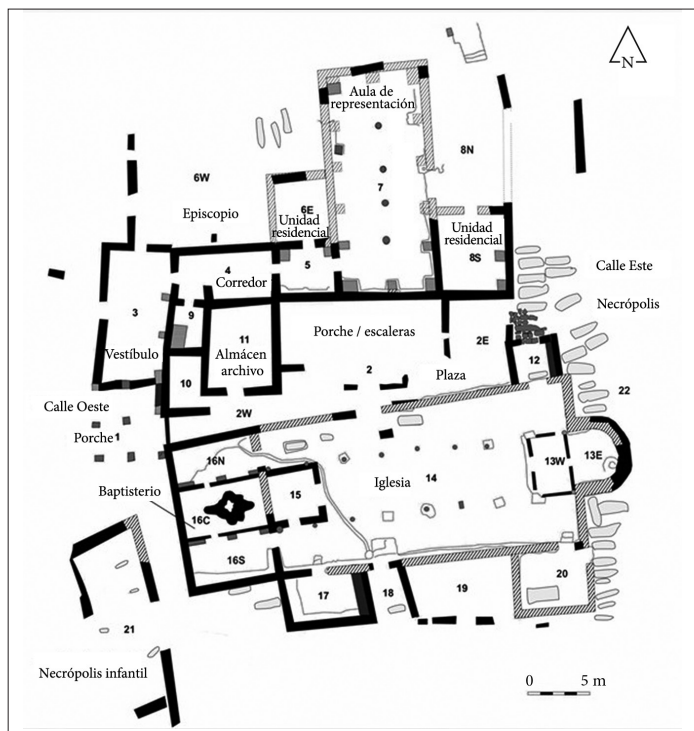 N
Aula de
representación
8N
6W
7
Episcopio
6E
Unidad
residencial
Unidad
residencial
5
8S
4
Corredor
Calle Este
3
9
11
Porche / escaleras
2E
Necrópolis
Vestíbulo
Almácen
archivo
10
2
Plaza
12
Calle Oeste
2W
22
Porche
1
16N
13W
13E
Baptisterio
15
Iglesia
14
16C
16S
17
18
19
20
21
Necrópolis infantil
0 5 m